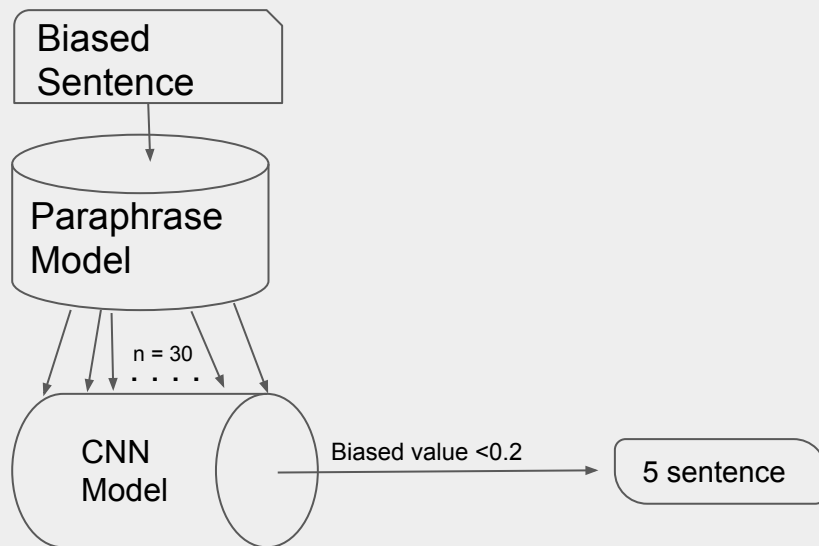 Biased
Sentence
Paraphrase
Model
n = 30
. . . .
CNN
Model
Biased value <0.2
5 sentence